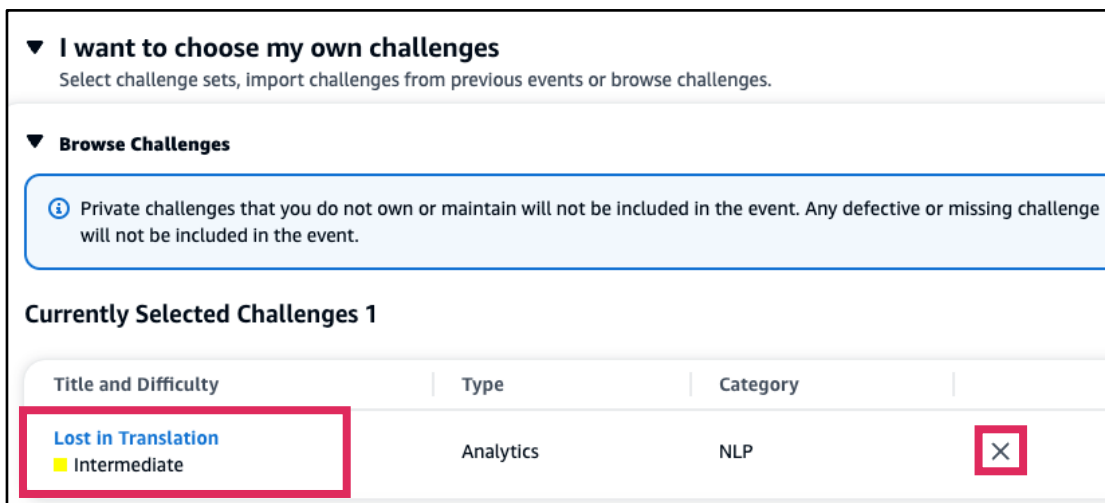 I want to choose my own challenges
Select challenge sets, import challenges from previous events or browse challenges.
Browse Challenges
Private challenges that you do not own or maintain will not be included in the event. Any defective or missing challenge
will not be included in the event.
Currently Selected Challenges 1
Title and Difficulty Type Category
Lost in Translation
Intermediate Analytics NLP